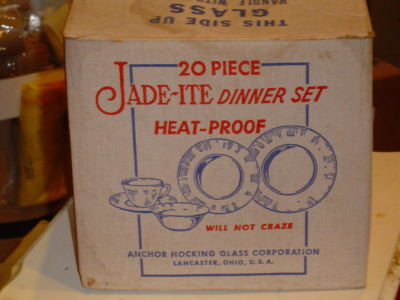 THIS SIDE UP
GLASS
HANDLE WITH
20 PIECE
JADE-ITE DINNER SET
HEAT-PROOF
WILL NOT CRAZE
ANCHOR HOCKING GLASS CORPORATION
LANCASTER, OHIO, U.S.A.